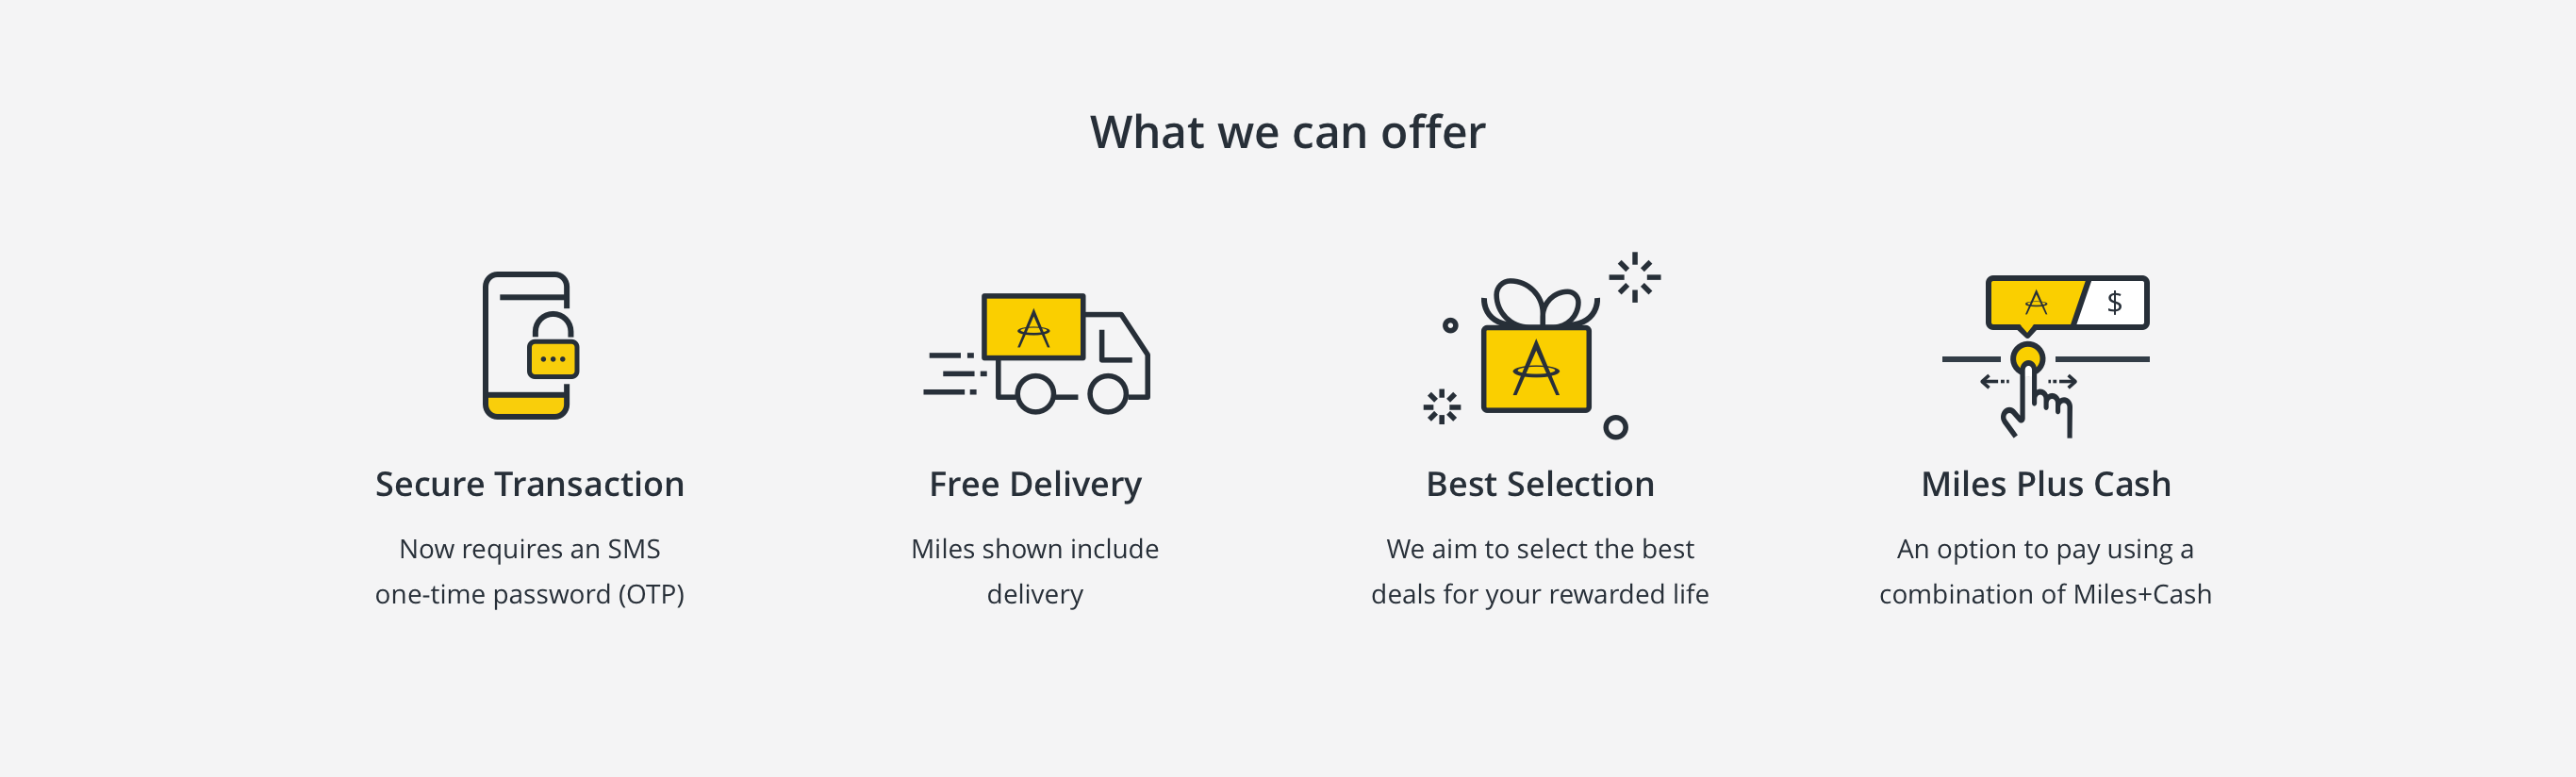 What we can offer
$
Secure Transaction
Now requires an SMS
one-time password (OTP)
Free Delivery
Miles shown include
delivery
Best Selection
We aim to select the best
deals for your rewarded life
Miles Plus Cash
An option to pay using a
combination of Miles+Cash